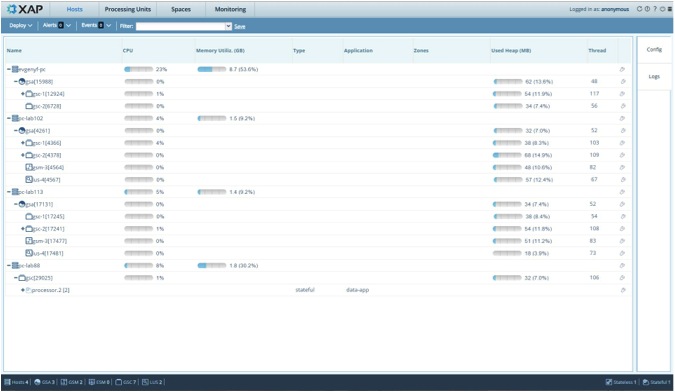 XAP Hosts Processing Units Spaces Monitoring Logged in as: anonymous
Deploy Alerts 0 Events 0 Filter: Save
Name CPU Memory Utilis. (GB) Type Application Zones Used Heap (MB) Thread
Config
Logs
evgenyf-pc 23% 8.7 (53.6%)
gsa[15988] 0% 62 (13.6%) 48
gsc-1[12924] 1% 54 (11.9%) 117
gsc-2[6728] 0% 34 (7.4%) 56
pc-lab102 4% 1.5 (9.2%)
gsa[4261] 0% 32 (7.0%) 52
gsc-1[4366] 4% 38 (8.3%) 103
gsc-2[4378] 0% 68 (14.9%) 109
gsm-3[4564] 0% 48 (10.6%) 82
lus-4[4567] 0% 57 (12.4%) 67
pc-lab113 5% 1.4 (9.2%)
gsa[17131] 0% 34 (7.4%) 52
gsc-1[17245] 0% 38 (8.4%) 54
gsc-2[17241] 1% 54 (11.8%) 108
gsm-3[17477] 0% 51 (11.2%) 83
lus-4[17481] 0% 18 (3.9%) 73
pc-lab88 8% 1.8 (30.2%)
gsc[29025] 1% 32 (7.0%) 106
processor.2 [2] stateful data-app
Hosts 4 GSA 3 GSM 2 ESM 0 GSC 7 LUS 2 Stateless 1 Stateful 1